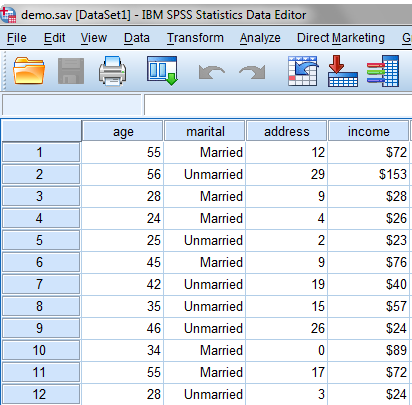 demo.sav [DataSet1] - IBM SPSS Statistics Data Editor
File Edit View Data Transform Analyze Direct Marketing G
age marital address income
1 55 Married 12 $72
2 56 Unmarried 29 $153
3 28 Married 9 $28
4 24 Married 4 $26
5 25 Unmarried 2 $23
6 45 Married 9 $76
7 42 Unmarried 19 $40
8 35 Unmarried 15 $57
9 46 Unmarried 26 $24
10 34 Married 0 $89
11 55 Married 17 $72
12 28 Unmarried 3 $24